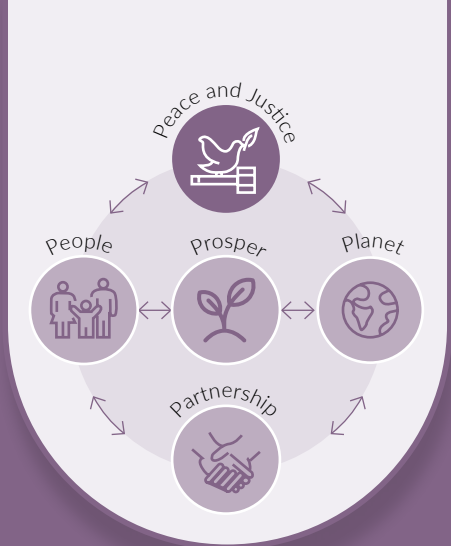 Peace and Justice
People
Prosper
Planet
Partnership